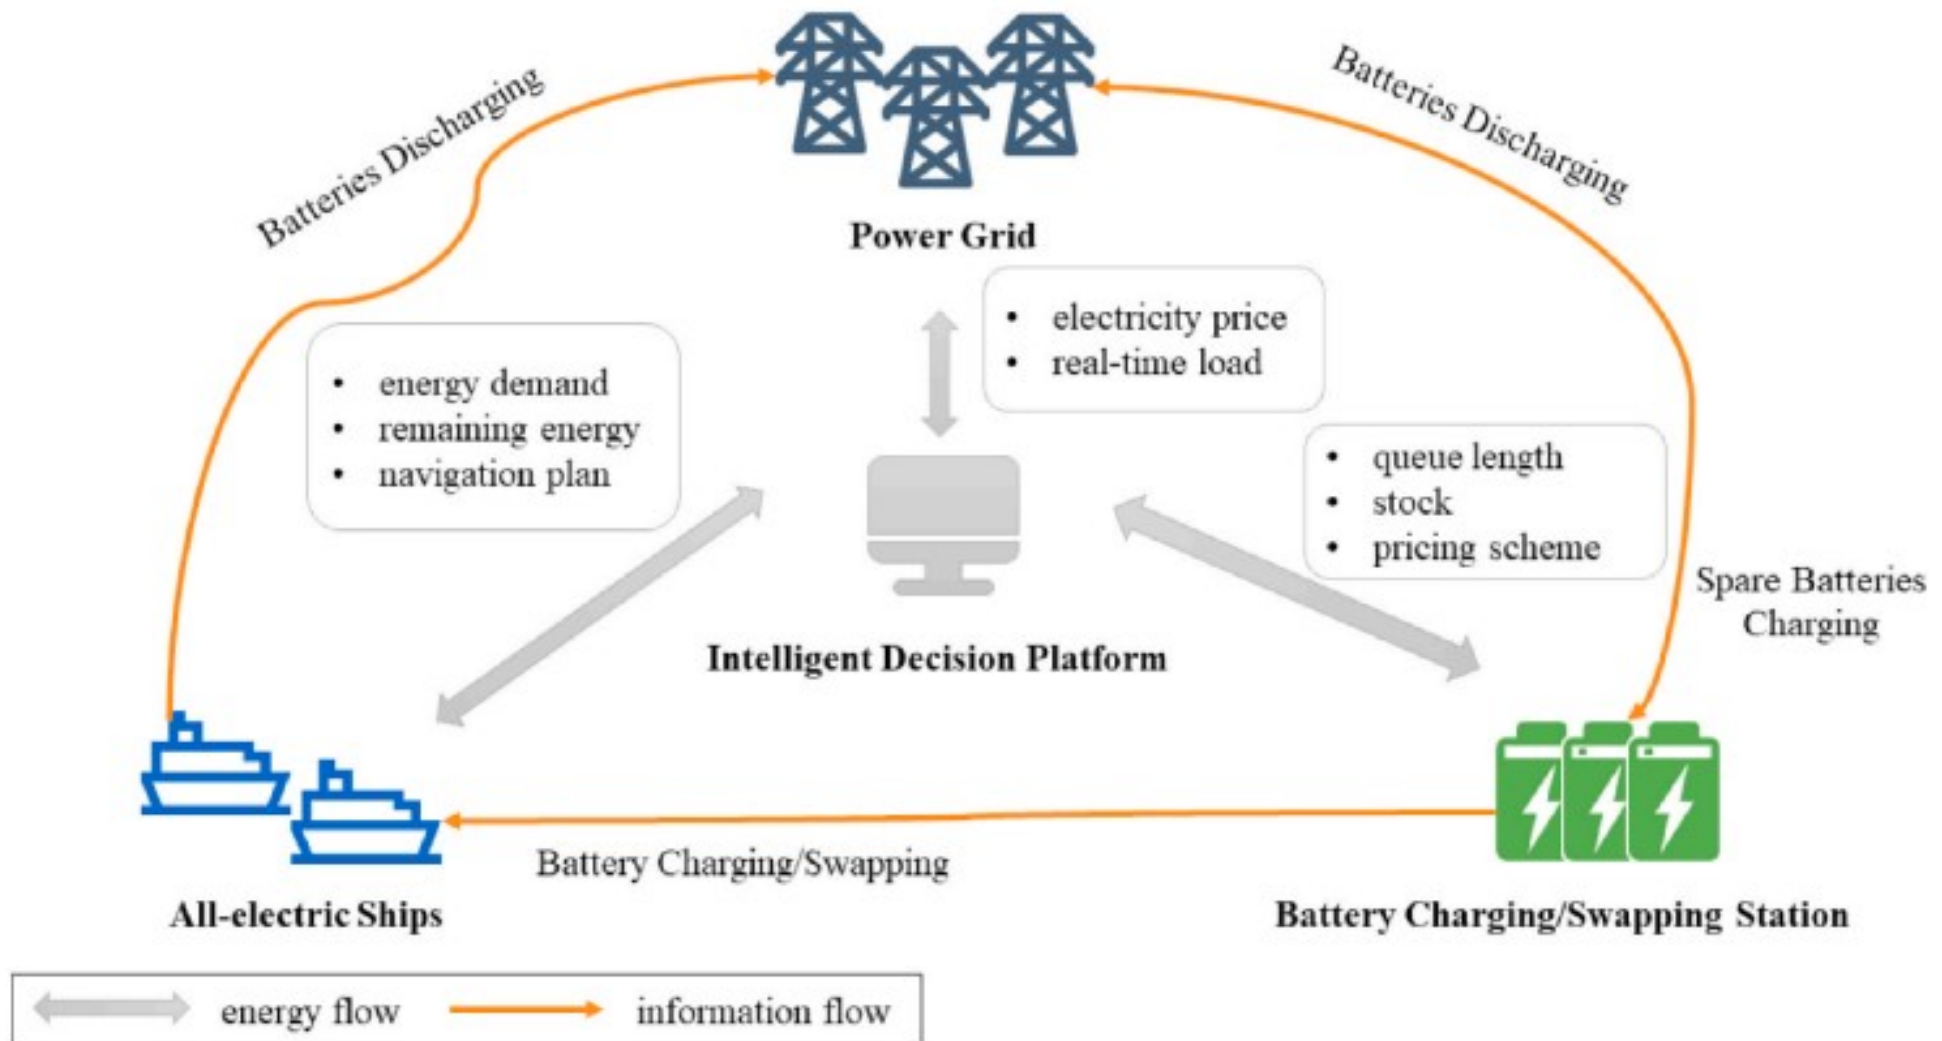 Batteries Discharging
Batteries Discharging
Power Grid
• electricity price
• real-time load
• energy demand
• remaining energy
• navigation plan
• queue length
• stock
• pricing scheme
Spare Batteries
Charging
Intelligent Decision Platform
Battery Charging/Swapping
All-electric Ships
Battery Charging/Swapping Station
energy flow
information flow